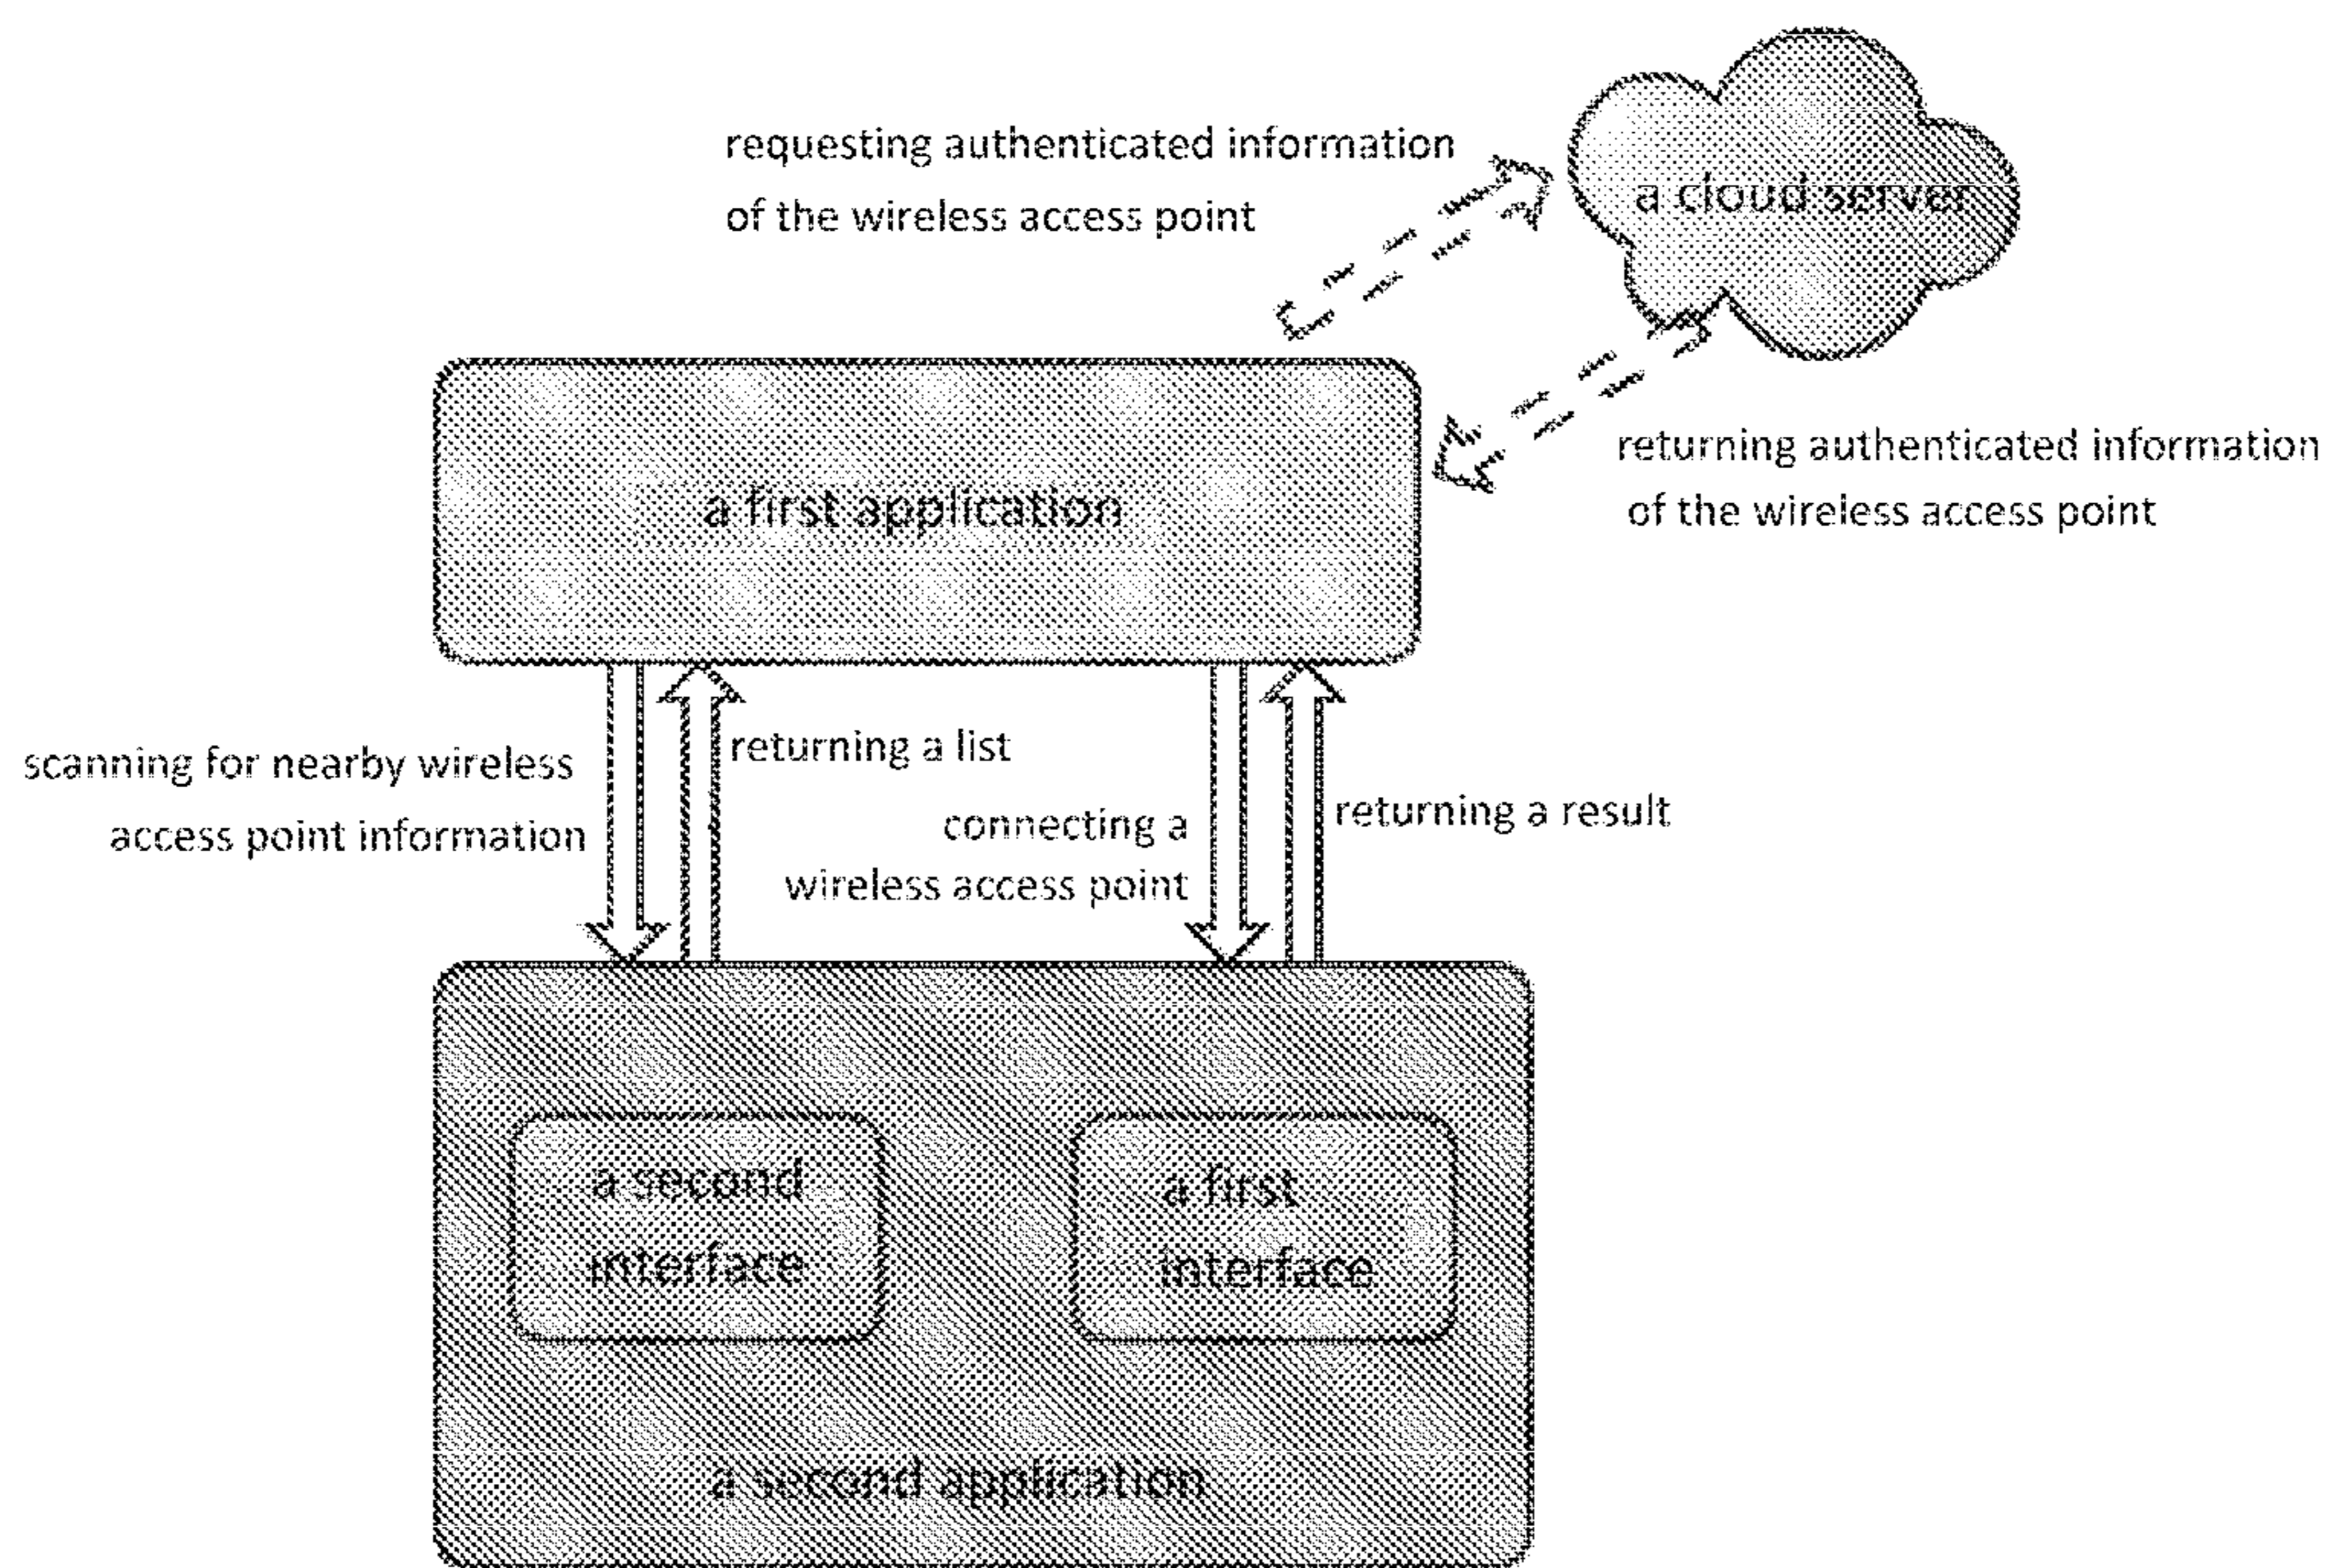 requesting authenticated information
of the wireless access point
a cloud server
returning authenticated information
of the wireless access point
a first application
scanning for nearby wireless
access point information
returning a list
connecting a
wireless access point
returning a result
a second
interface
a first
interface
a second application